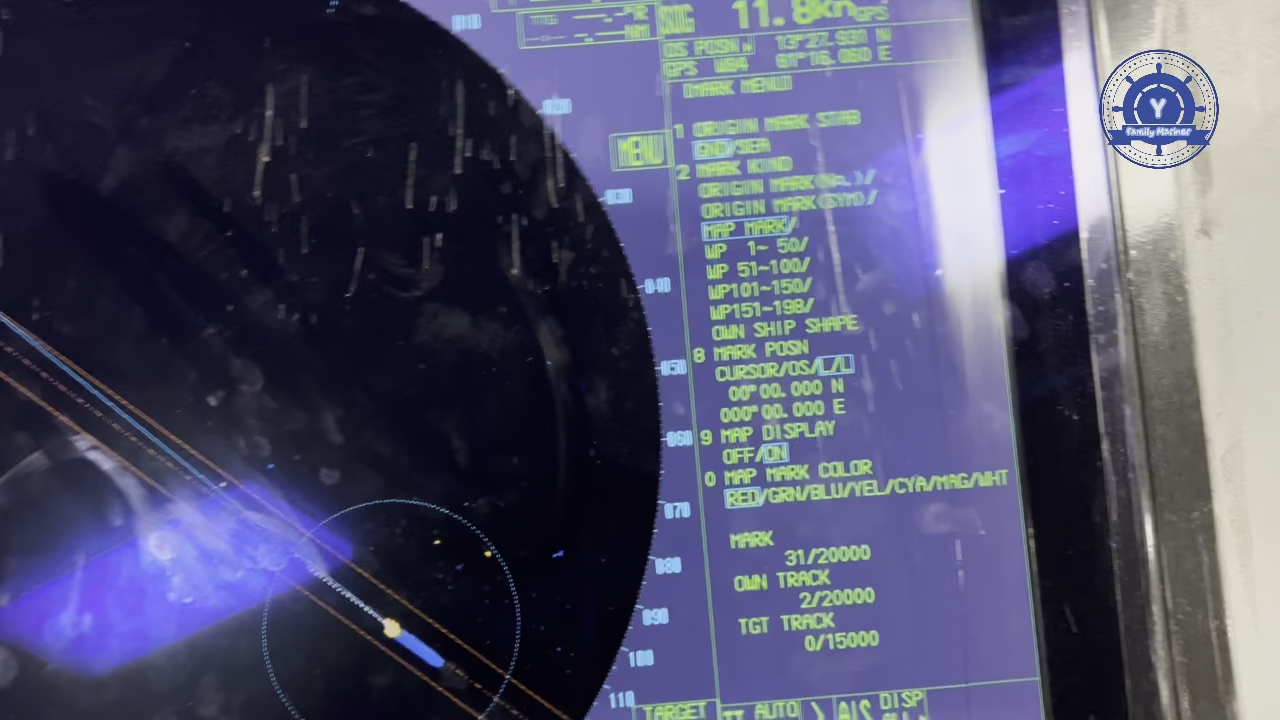 SOG 11.8kn GPS
OS POSN 13°27.931 N
GPS W84 61°16.060 E
[MARK MENU]
MENU
1 ORIGIN MARK STAB
GND/SEA
2 MARK KIND
ORIGIN MARK(No.)/
ORIGIN MARK(SYM)/
MAP MARK/
WP 1~ 50/
WP 51~100/
WP101~150/
WP151~198/
OWN SHIP SHAPE
8 MARK POSN
CURSOR/OS/L/L
00°00.000 N
000°00.000 E
9 MAP DISPLAY
OFF/ON
0 MAP MARK COLOR
RED/GRN/BLU/YEL/CYA/MAG/WHT
MARK
31/20000
OWN TRACK
2/20000
TGT TRACK
0/15000
TARGET
TT AUTO
AIS DISP
010
020
030
040
050
060
070
080
090
100
110
Y
Family Mariner